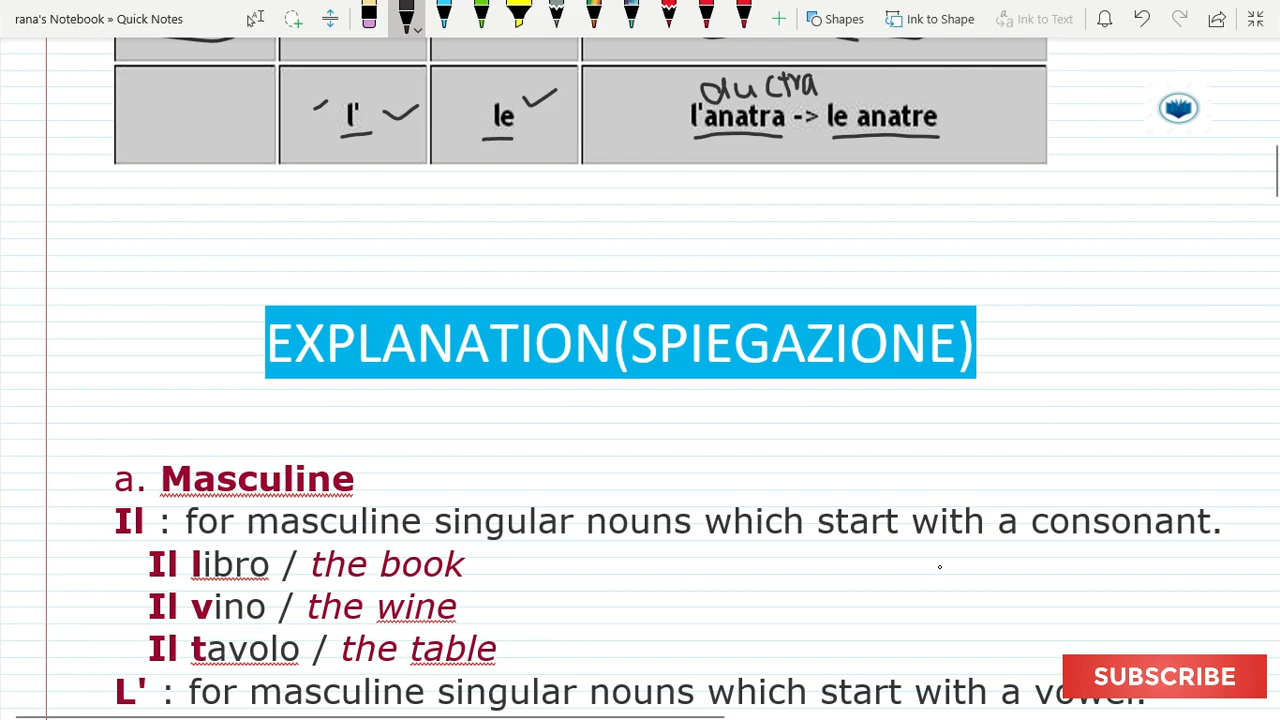 rana's Notebook » Quick Notes
Shapes
Ink to Shape
Ink to Text
l' le l'anatra -> le anatre
EXPLANATION(SPIEGAZIONE)
a. Masculine
Il : for masculine singular nouns which start with a consonant.
Il libro / the book
Il vino / the wine
Il tavolo / the table
L' : for masculine singular nouns which start with a vowel.
SUBSCRIBE